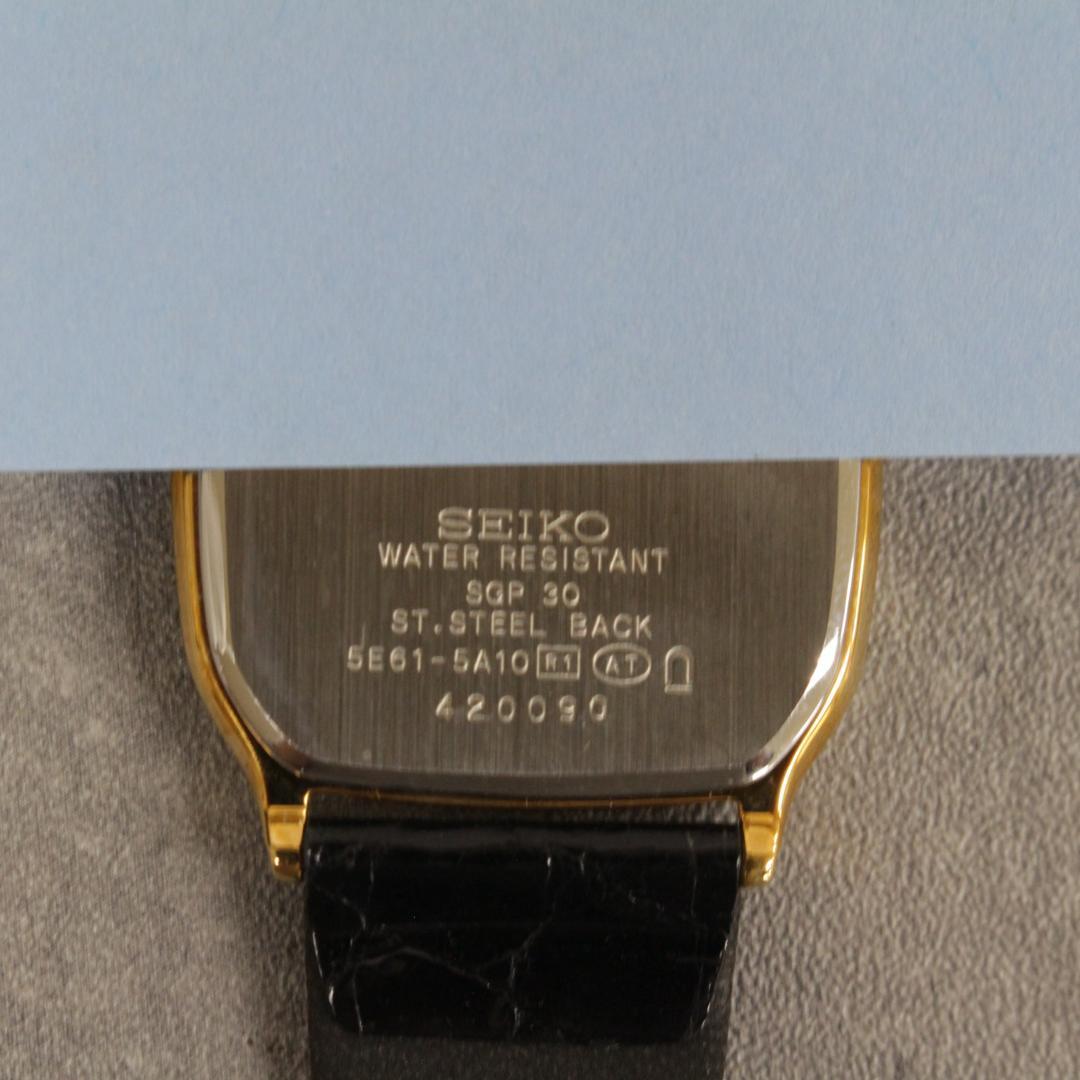 SEIKO
WATER RESISTANT
SGP 30
ST.STEEL BACK
5E61-5A10 R1 AT D
420090